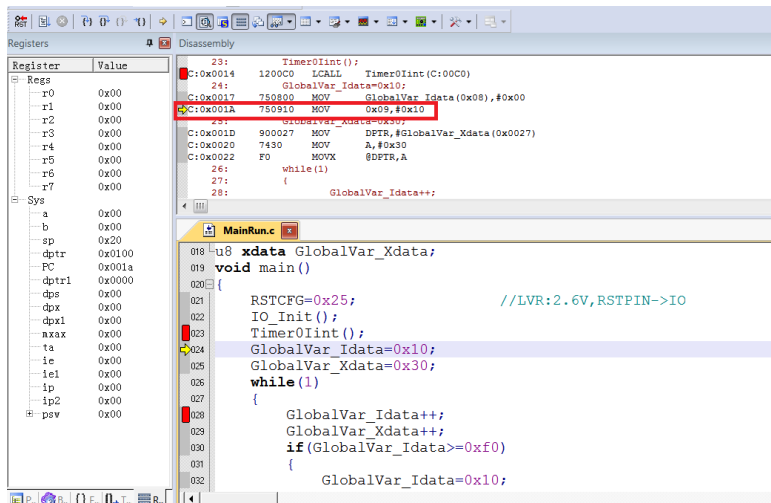 Registers
Register Value
Regs
r0 0x00
r1 0x00
r2 0x00
r3 0x00
r4 0x00
r5 0x00
r6 0x00
r7 0x00
Sys
a 0x00
b 0x00
sp 0x20
dptr 0x0100
PC 0x001a
dptr1 0x0000
dps 0x00
dpx 0x00
dpx1 0x00
mxax 0x00
ta 0x00
ie 0x00
ie1 0x00
ip 0x00
ip2 0x00
psw 0x00
Disassembly
23: Timer0Iint();
C:0x0014 1200C0 LCALL Timer0Iint(C:00C0)
24: GlobalVar_Idata=0x10;
C:0x0017 750800 MOV GlobalVar_Idata(0x08),#0x00
C:0x001A 750910 MOV 0x09,#0x10
25: GlobalVar_Xdata=0x30;
C:0x001D 900027 MOV DPTR,#GlobalVar_Xdata(0x0027)
C:0x0020 7430 MOV A,#0x30
C:0x0022 F0 MOVX @DPTR,A
26: while(1)
27: {
28: GlobalVar_Idata++;
MainRun.c
018 u8 xdata GlobalVar_Xdata;
019 void main()
020 {
021 RSTCFG=0x25; //LVR:2.6V,RSTPIN->IO
022 IO_Init();
023 Timer0Iint();
024 GlobalVar_Idata=0x10;
025 GlobalVar_Xdata=0x30;
026 while(1)
027 {
028 GlobalVar_Idata++;
029 GlobalVar_Xdata++;
030 if(GlobalVar_Idata>=0xf0)
031 {
032 GlobalVar_Idata=0x10;